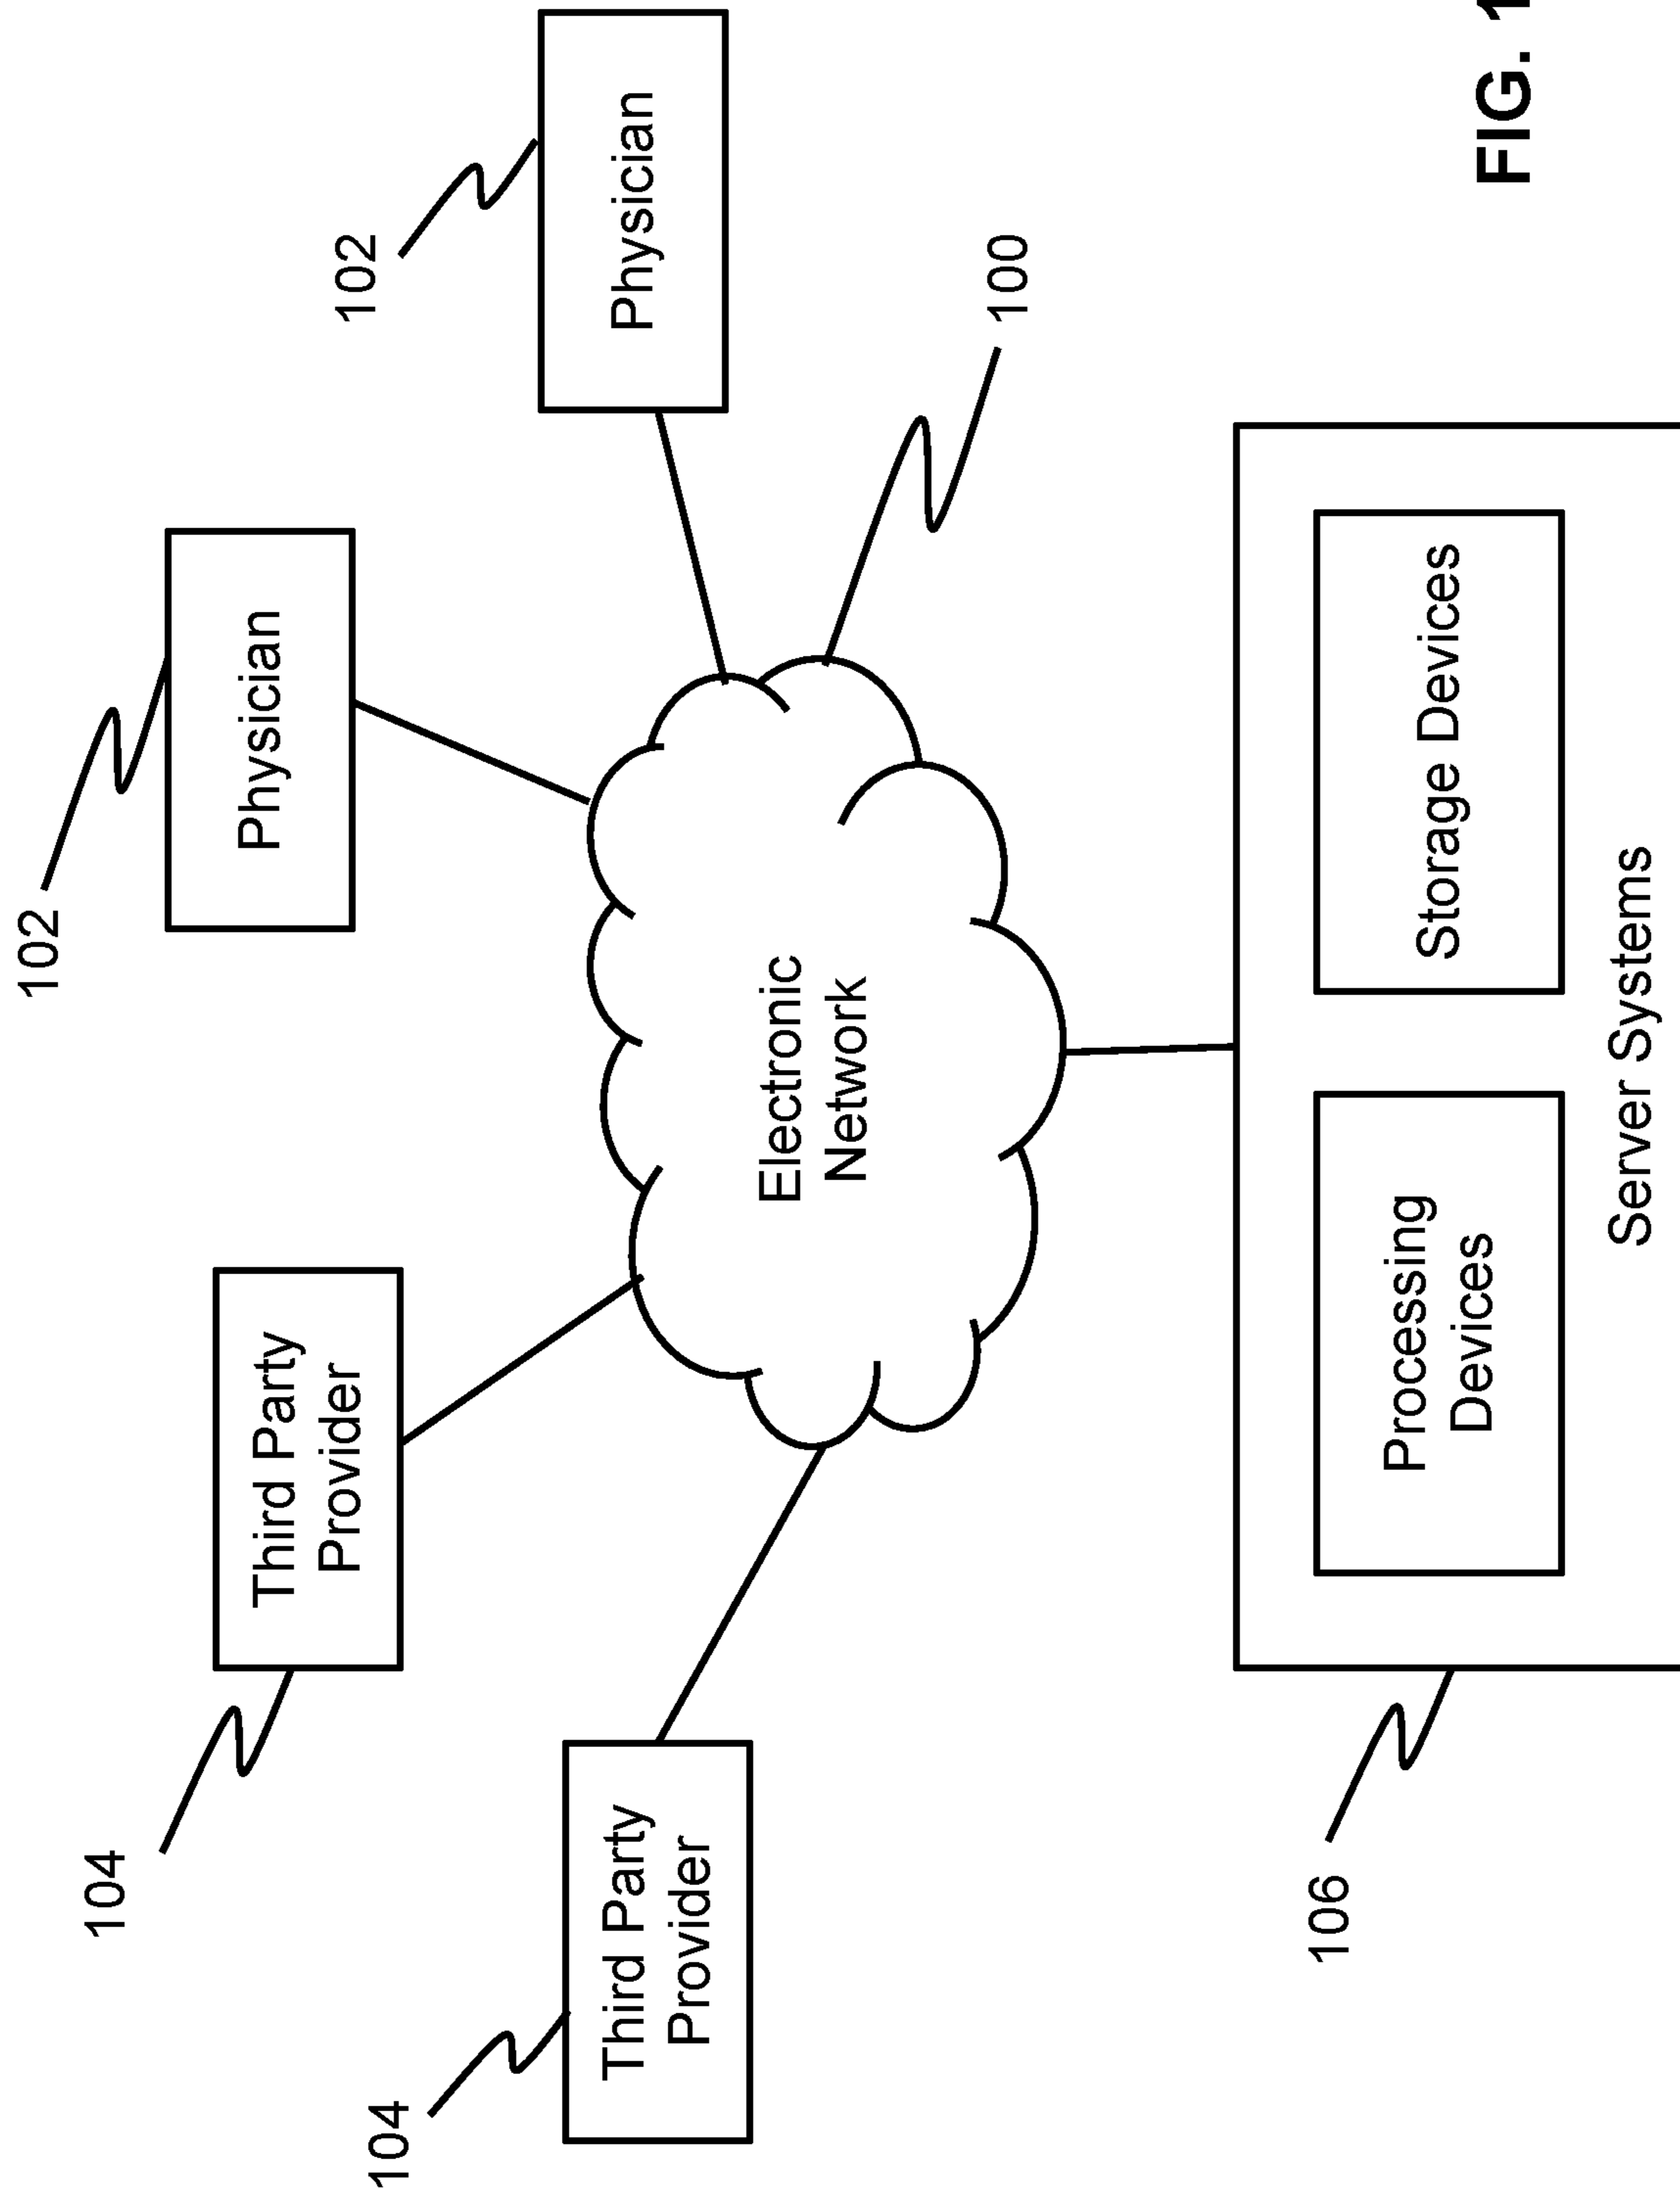 102
Physician
102
Physician
104
Third Party
Provider
104
Third Party
Provider
Electronic
Network
100
106
Processing
Devices
Storage Devices
Server Systems
FIG. 1